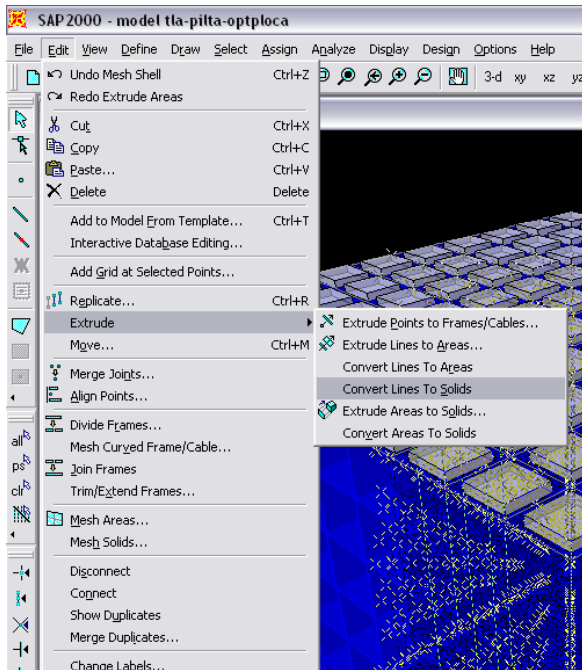 SAP2000 - model tla-pilta-optploca
File Edit View Define Draw Select Assign Analyze Display Design Options Help
Undo Mesh Shell Ctrl+Z
3-d xy xz yz
Redo Extrude Areas
Cut Ctrl+X
Copy Ctrl+C
Paste... Ctrl+V
Delete Delete
Add to Model From Template... Ctrl+T
Interactive Database Editing...
Add Grid at Selected Points...
Replicate... Ctrl+R
Extrude
Extrude Points to Frames/Cables...
Move... Ctrl+M
Extrude Lines to Areas...
Convert Lines To Areas
Merge Joints...
Convert Lines To Solids
Align Points...
Extrude Areas to Solids...
Divide Frames...
Convert Areas To Solids
Mesh Curved Frame/Cable...
all
Join Frames
ps
Trim/Extend Frames...
clr
Mesh Areas...
Mesh Solids...
Disconnect
Connect
Show Duplicates
Merge Duplicates...
Change Labels...